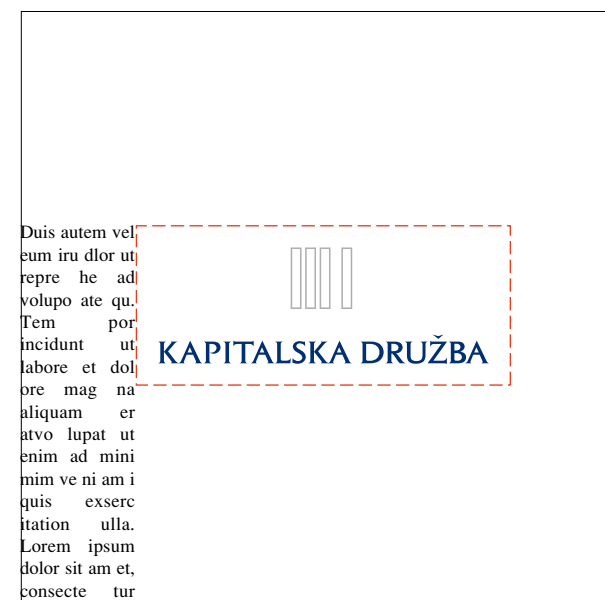 Duis autem vel
eum iru dlor ut
repre he ad
volupo ate qu.
Tem por
incidunt ut
labore et dol
ore mag na
aliquam er
atvo lupat ut
enim ad mini
mim ve ni am i
quis exserc
itation ulla.
Lorem ipsum
dolor sit am et,
consecte tur
KAPITALSKA DRUŽBA